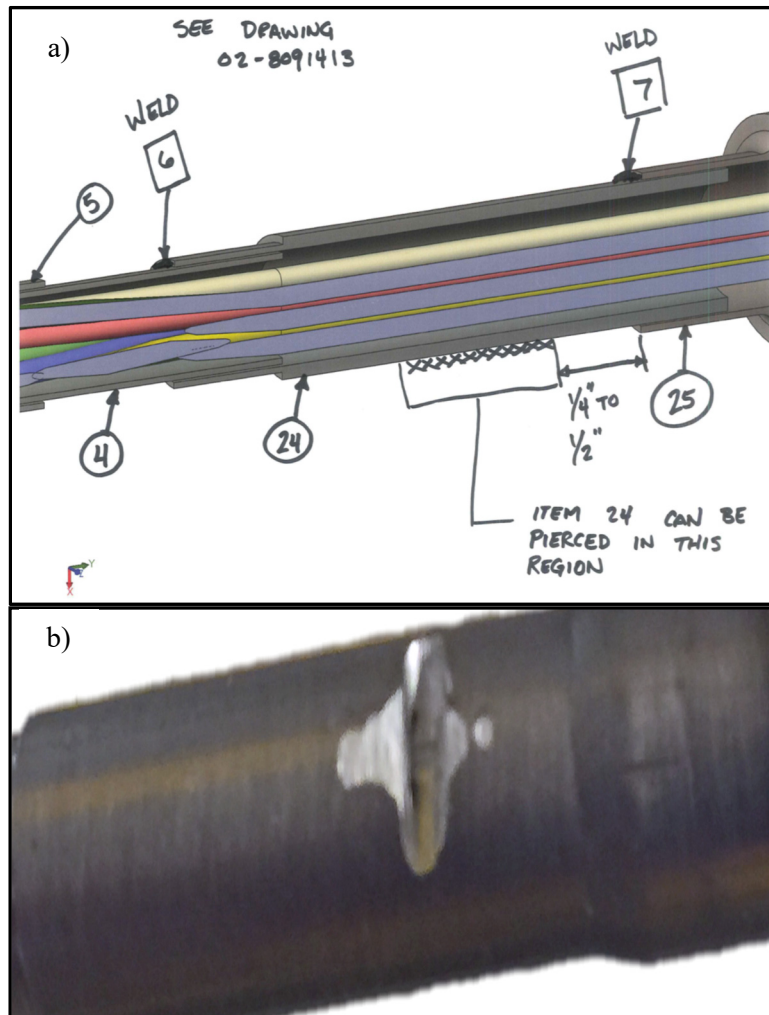 a)
SEE DRAWING
02-8091413
WELD
7
WELD
6
5
4
24
1/4" TO
1/2"
25
ITEM 24 CAN BE
PIERCED IN THIS
REGION
Y
Z
X
b)